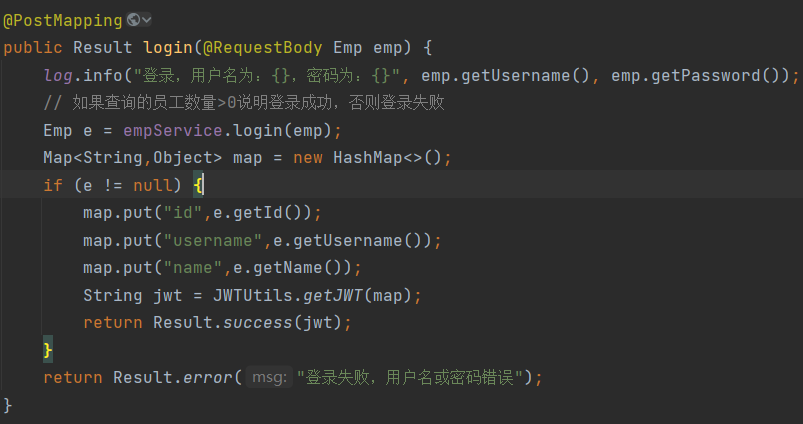 @PostMapping
public Result login(@RequestBody Emp emp) {
    log.info("登录，用户名为：{}，密码为：{}", emp.getUsername(), emp.getPassword());
    // 如果查询的员工数量>0说明登录成功，否则登录失败
    Emp e = empService.login(emp);
    Map<String,Object> map = new HashMap<>();
    if (e != null) {
        map.put("id",e.getId());
        map.put("username",e.getUsername());
        map.put("name",e.getName());
        String jwt = JWTUtils.getJWT(map);
        return Result.success(jwt);
    }
    return Result.error( msg: "登录失败，用户名或密码错误");
}